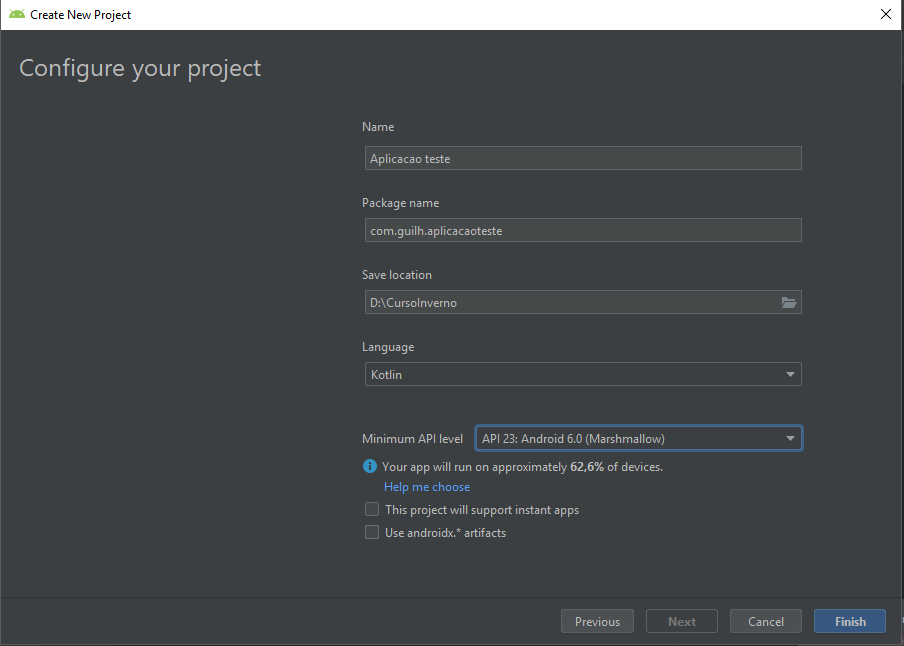 Create New Project
Configure your project
Name
Aplicacao teste
Package name
com.guilh.aplicacaoteste
Save location
D:\CursoInverno
Language
Kotlin
Minimum API level API 23: Android 6.0 (Marshmallow)
i Your app will run on approximately 62,6% of devices.
Help me choose
This project will support instant apps
Use androidx.* artifacts
Previous Next Cancel Finish